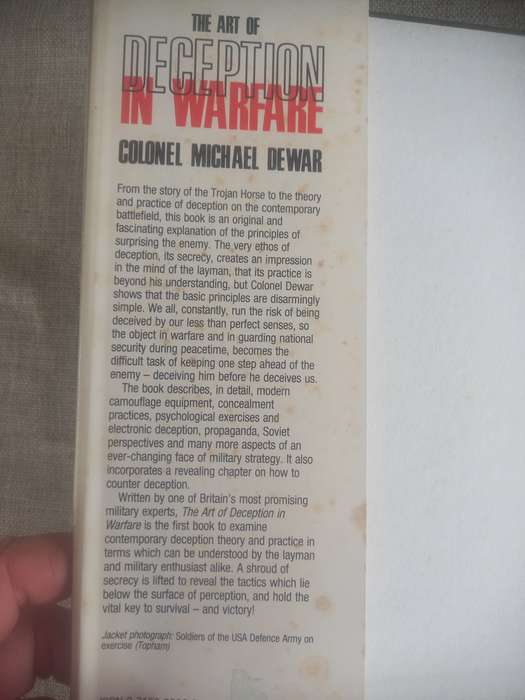 THE ART OF
DECEPTION
IN WARFARE
COLONEL MICHAEL DEWAR
From the story of the Trojan Horse to the theory
and practice of deception on the contemporary
battlefield, this book is an original and
fascinating explanation of the principles of
surprising the enemy. The very ethos of
deception, its secrecy, creates an impression
in the mind of the layman, that its practice is
beyond his understanding, but Colonel Dewar
shows that the basic principles are disarmingly
simple. We all, constantly, run the risk of being
deceived by our less than perfect senses, so
the object in warfare and in guarding national
security during peacetime, becomes the
difficult task of keeping one step ahead of the
enemy – deceiving him before he deceives us.
The book describes, in detail, modern
camouflage equipment, concealment
practices, psychological exercises and
electronic deception, propaganda, Soviet
perspectives and many more aspects of an
ever-changing face of military strategy. It also
incorporates a revealing chapter on how to
counter deception.
Written by one of Britain's most promising
military experts, The Art of Deception in
Warfare is the first book to examine
contemporary deception theory and practice in
terms which can be understood by the layman
and military enthusiast alike. A shroud of
secrecy is lifted to reveal the tactics which lie
below the surface of perception, and hold the
vital key to survival – and victory!
Jacket photograph: Soldiers of the USA Defence Army on
exercise (Topham)